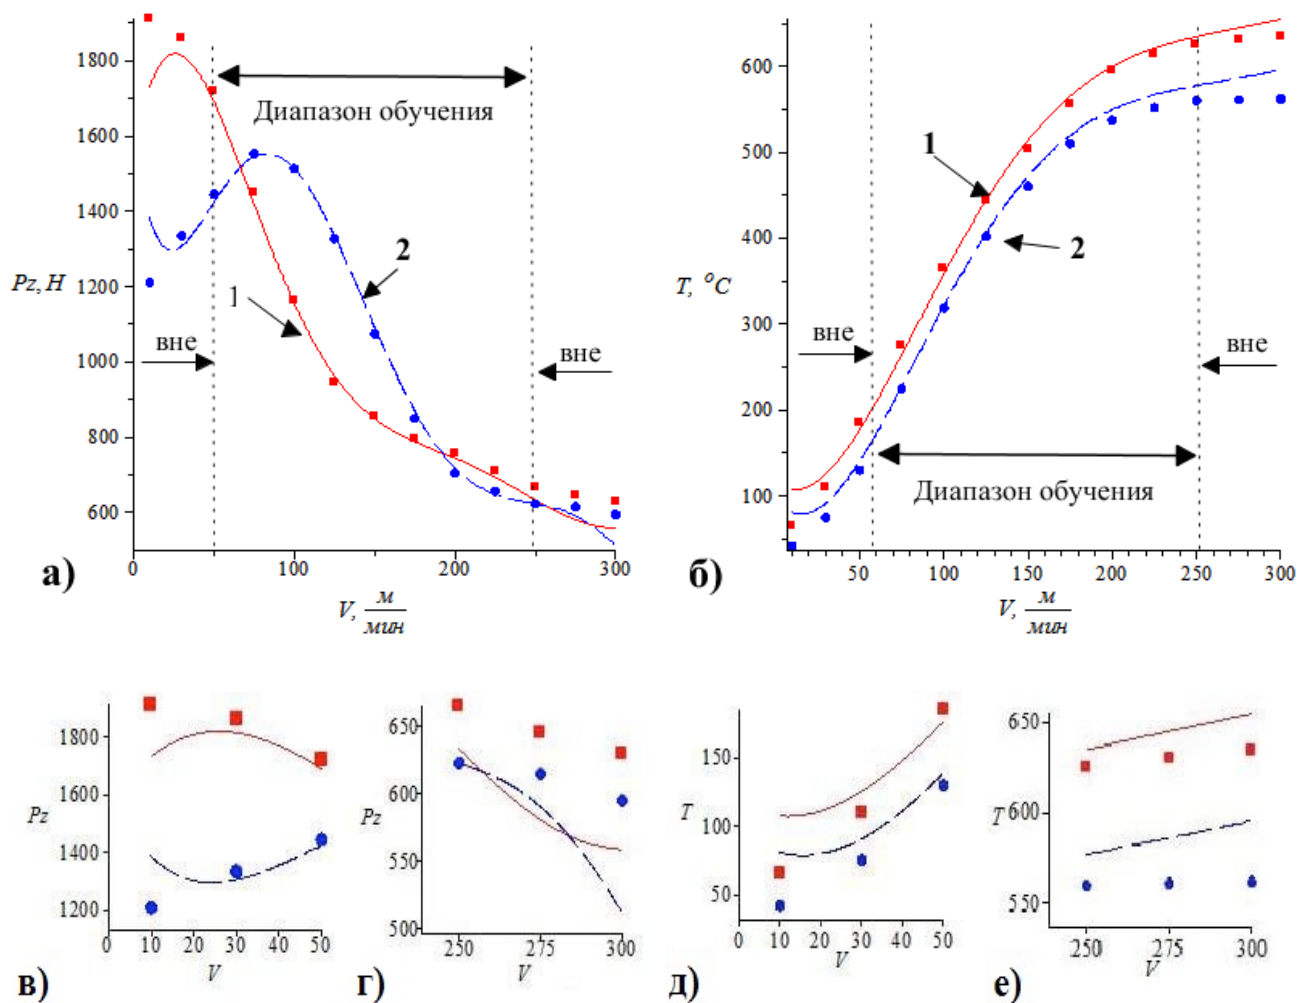 1800
1600
1400
1200
1000
800
600
Pz, H
Диапазон обучения
1
2
вне
вне
0
100
200
300
V, м/мин
а)
600
500
400
300
200
100
T, °C
1
2
вне
вне
Диапазон обучения
50
100
150
200
250
300
V, м/мин
б)
1800
1600
Pz
1400
1200
0 10 20 30 40 50
V
в)
650
600
Pz
550
500
250 275 300
V
г)
150
T
100
50
0 10 20 30 40 50
V
д)
650
T
600
550
250 275 300
V
е)